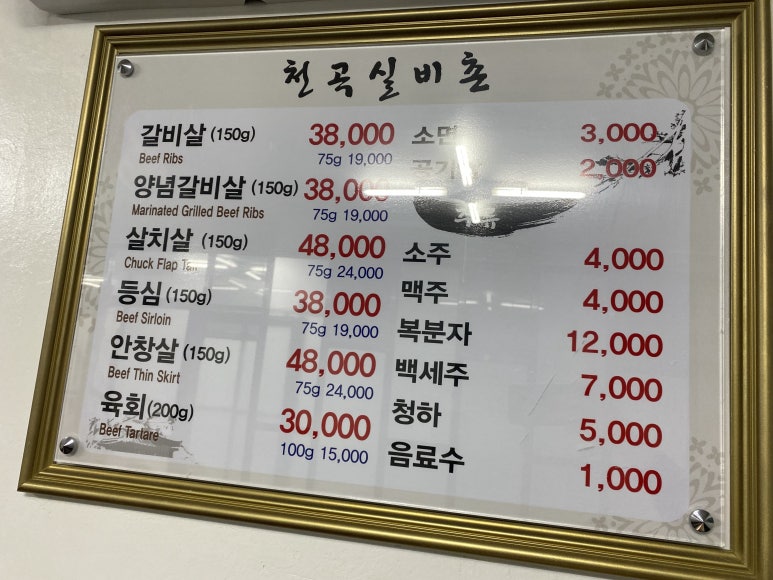 천곡실비촌
갈비살 (150g) 38,000
Beef Ribs 75g 19,000
양념갈비살 (150g) 38,000
Marinated Grilled Beef Ribs 75g 19,000
살치살 (150g) 48,000
Chuck Flap Tail 75g 24,000
등심 (150g) 38,000
Beef Sirloin 75g 19,000
안창살 (150g) 48,000
Beef Thin Skirt 75g 24,000
육회 (200g) 30,000
Beef Tartare 100g 15,000
소면 3,000
2,000
소주 4,000
맥주 4,000
복분자 12,000
백세주 7,000
청하 5,000
음료수 1,000